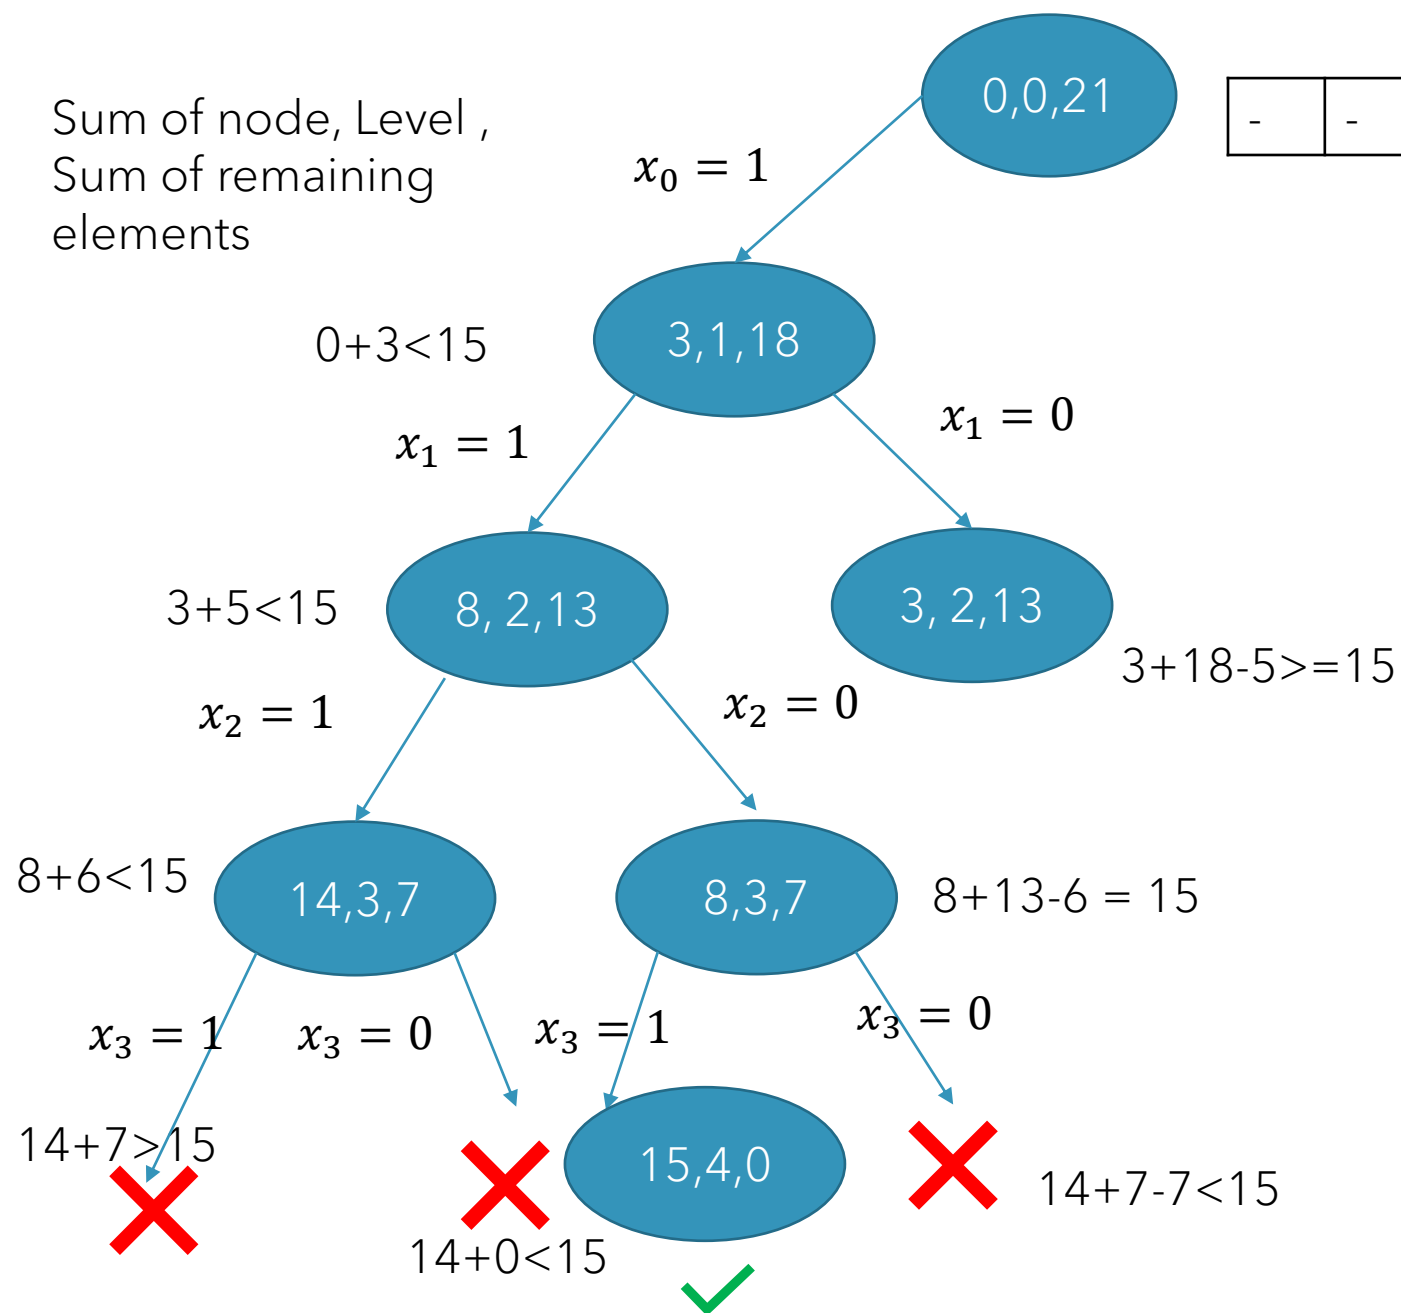 0,0,21
- -
Sum of node, Level ,
Sum of remaining
elements
x₀ = 1
0+3<15
3,1,18
x₁ = 1
x₁ = 0
3+5<15
8, 2,13
3, 2,13
3+18-5>=15
x₂ = 1
x₂ = 0
8+6<15
14,3,7
8,3,7
8+13-6 = 15
x₃ = 1
x₃ = 0
x₃ = 1
x₃ = 0
14+7>15
15,4,0
14+7-7<15
14+0<15